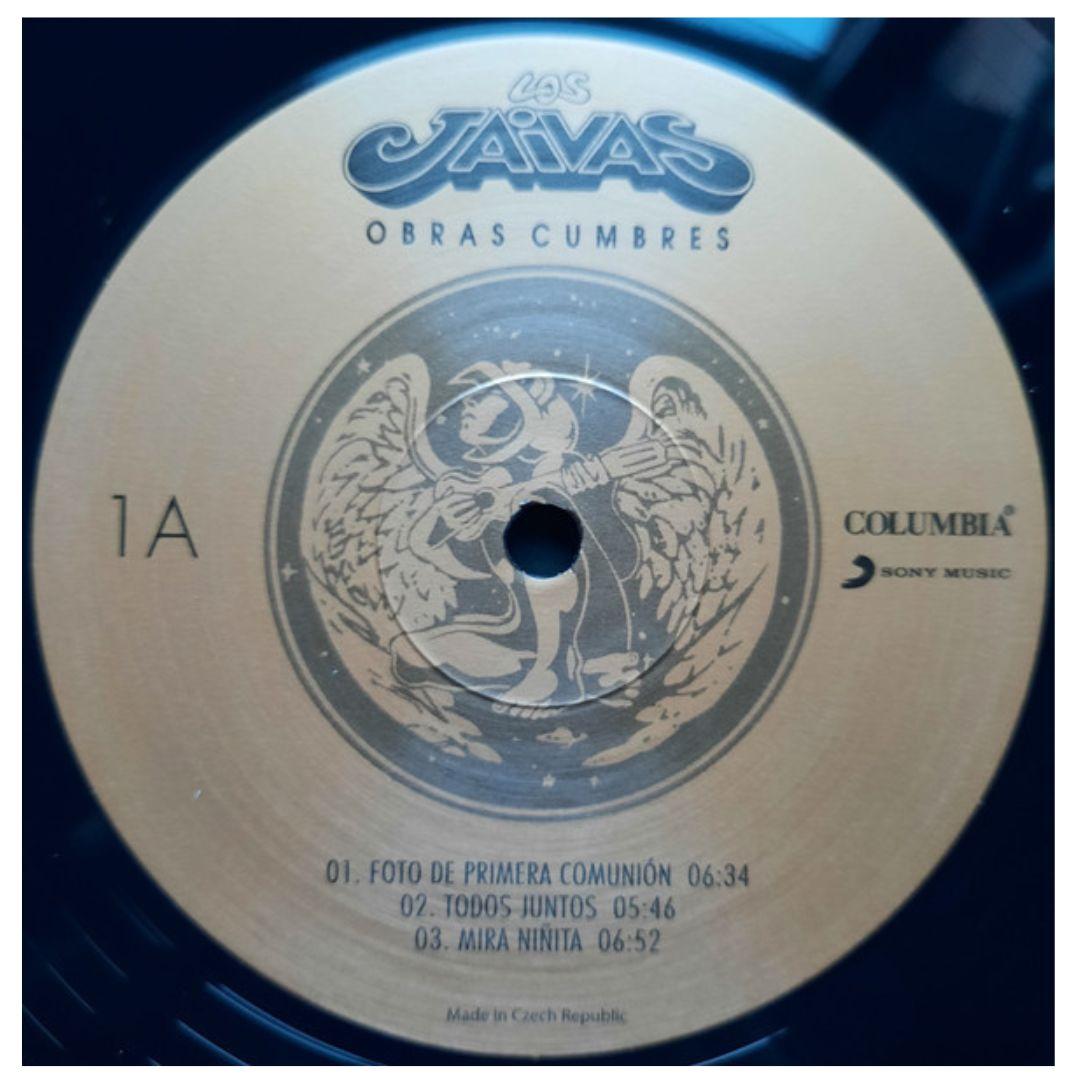 LOS
JAIVAS
OBRAS CUMBRES
1A
COLUMBIA®
SONY MUSIC
01. FOTO DE PRIMERA COMUNIÓN 06:34
02. TODOS JUNTOS 05:46
03. MIRA NIÑITA 06:52
Made in Czech Republic